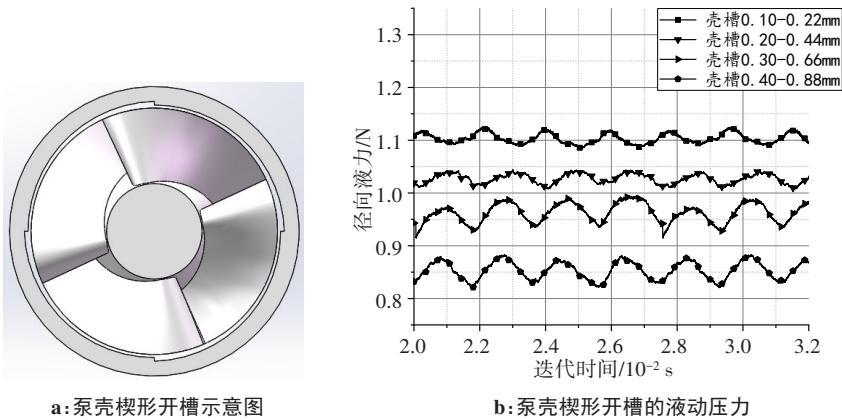 1.3
1.2
1.1
1.0
0.9
0.8
径向液力/N
壳槽0.10-0.22mm
壳槽0.20-0.44mm
壳槽0.30-0.66mm
壳槽0.40-0.88mm
2.0 2.2 2.4 2.6 2.8 3.0 3.2
迭代时间/10⁻² s
a:泵壳楔形开槽示意图
b:泵壳楔形开槽的液动压力